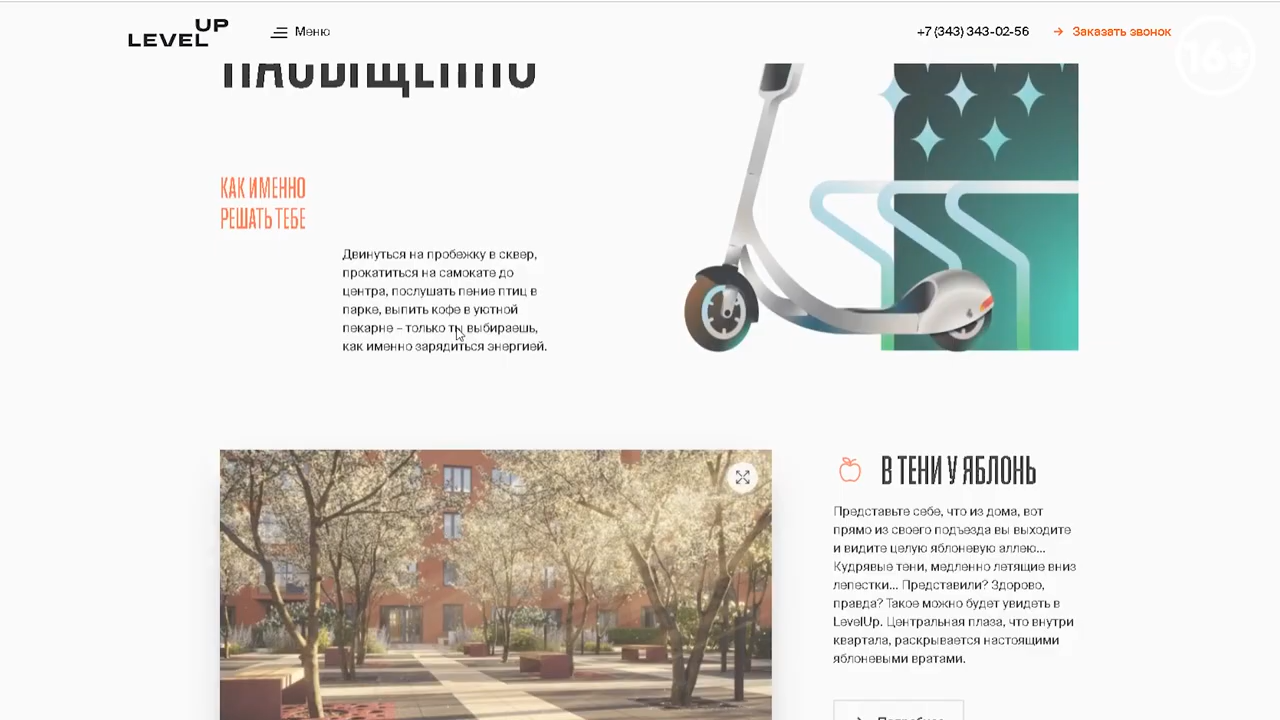 LEVEL UP
Меню
+7 (343) 343-02-56
→ Заказать звонок
16+
КАК ИМЕННО
РЕШАТЬ ТЕБЕ
Двинуться на пробежку в сквер,
прокатиться на самокате до
центра, послушать пение птиц в
парке, выпить кофе в уютной
пекарне – только ты выбираешь,
как именно зарядиться энергией.
В ТЕНИ У ЯБЛОНЬ
Представьте себе, что из дома, вот
прямо из своего подъезда вы выходите
и видите целую яблоневую аллею...
Кудрявые тени, медленно летящие вниз
лепестки... Представили? Здорово,
правда? Такое можно будет увидеть в
LevelUp. Центральная плаза, что внутри
квартала, раскрывается настоящими
яблоневыми вратами.